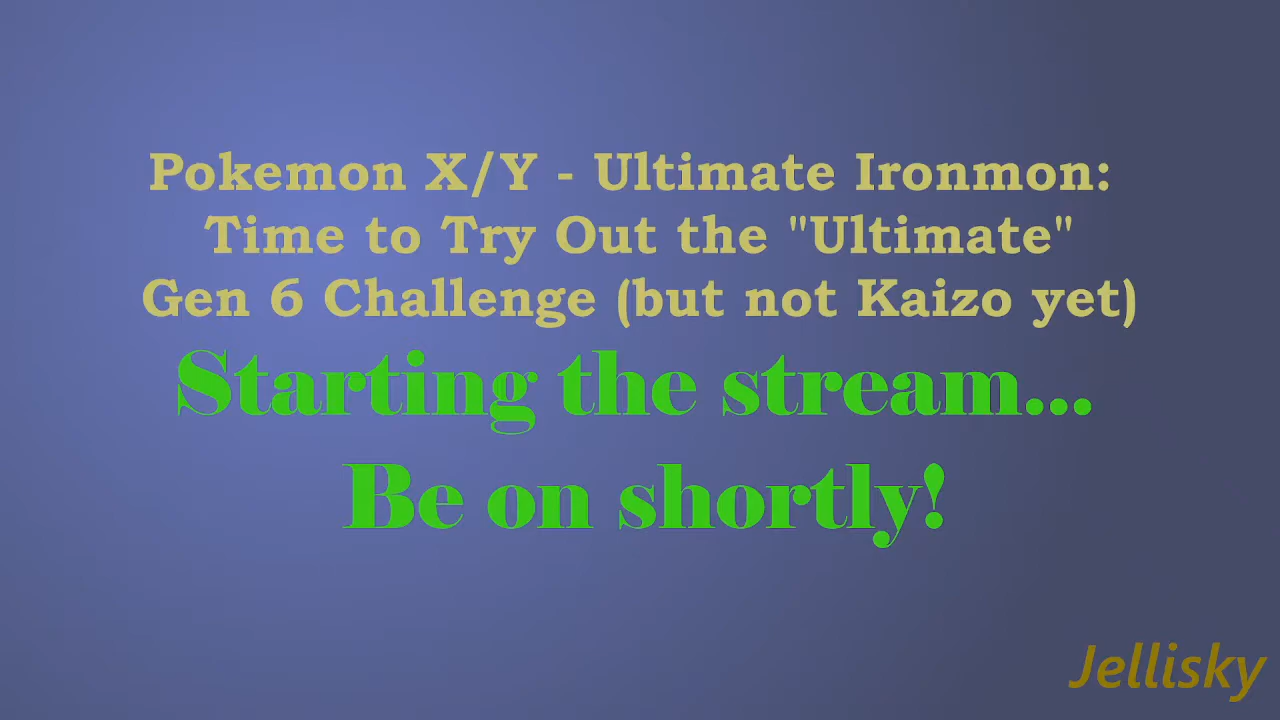 Pokemon X/Y - Ultimate Ironmon:
Time to Try Out the "Ultimate"
Gen 6 Challenge (but not Kaizo yet)
Starting the stream...
Be on shortly!
Jellisky